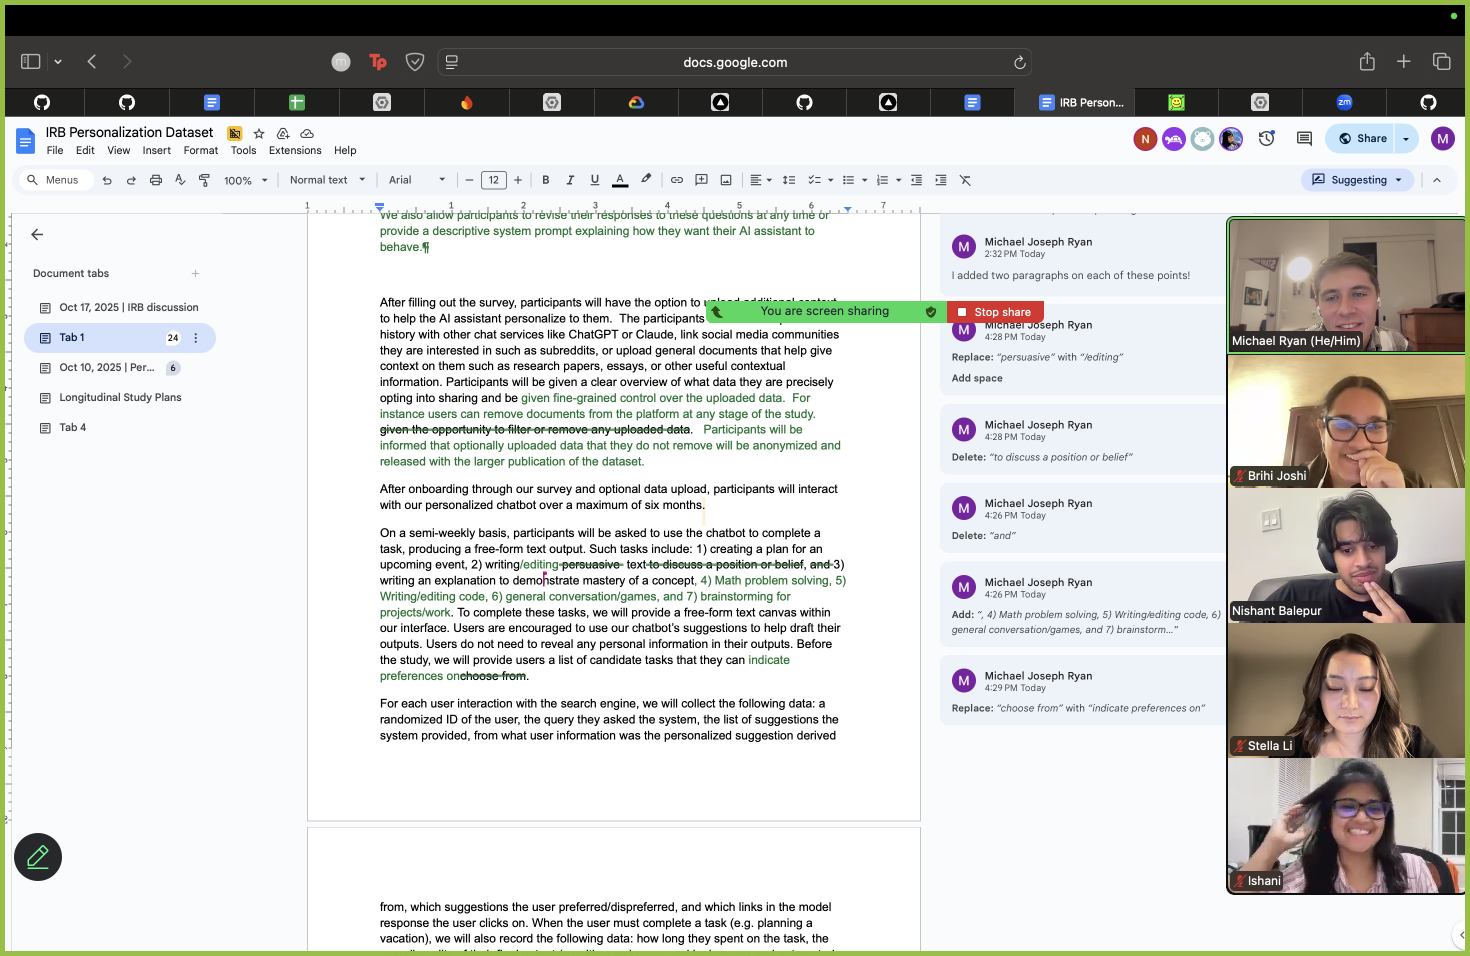 docs.google.com
Tp
m
IRB Person...
zm
IRB Personalization Dataset
File Edit View Insert Format Tools Extensions Help
N
Share
M
Menus
100%
Normal text
Arial
12
B I U A
Suggesting
1 1 2 3 4 5 6 7
Document tabs
Oct 17, 2025 | IRB discussion
Tab 1
24
Oct 10, 2025 | Per...
6
Longitudinal Study Plans
Tab 4
We also allow participants to revise their responses to these questions at any time or
provide a descriptive system prompt explaining how they want their AI assistant to
behave.¶
After filling out the survey, participants will have the option to upload additional context
to help the AI assistant personalize to them. The participants
history with other chat services like ChatGPT or Claude, link social media communities
they are interested in such as subreddits, or upload general documents that help give
context on them such as research papers, essays, or other useful contextual
information. Participants will be given a clear overview of what data they are precisely
opting into sharing and be given fine-grained control over the uploaded data. For
instance users can remove documents from the platform at any stage of the study.
given the opportunity to filter or remove any uploaded data. Participants will be
informed that optionally uploaded data that they do not remove will be anonymized and
released with the larger publication of the dataset.
After onboarding through our survey and optional data upload, participants will interact
with our personalized chatbot over a maximum of six months.
On a semi-weekly basis, participants will be asked to use the chatbot to complete a
task, producing a free-form text output. Such tasks include: 1) creating a plan for an
upcoming event, 2) writing/editing persuasive text to discuss a position or belief, and 3)
writing an explanation to demonstrate mastery of a concept, 4) Math problem solving, 5)
Writing/editing code, 6) general conversation/games, and 7) brainstorming for
projects/work. To complete these tasks, we will provide a free-form text canvas within
our interface. Users are encouraged to use our chatbot's suggestions to help draft their
outputs. Users do not need to reveal any personal information in their outputs. Before
the study, we will provide users a list of candidate tasks that they can indicate
preferences onchoose from.
For each user interaction with the search engine, we will collect the following data: a
randomized ID of the user, the query they asked the system, the list of suggestions the
system provided, from what user information was the personalized suggestion derived
from, which suggestions the user preferred/dispreferred, and which links in the model
response the user clicks on. When the user must complete a task (e.g. planning a
vacation), we will also record the following data: how long they spent on the task, the
You are screen sharing
Stop share
M
Michael Joseph Ryan
2:32 PM Today
I added two paragraphs on each of these points!
M
Michael Joseph Ryan
4:28 PM Today
Replace: "persuasive" with "/editing"
Add space
M
Michael Joseph Ryan
4:28 PM Today
Delete: "to discuss a position or belief"
M
Michael Joseph Ryan
4:26 PM Today
Delete: "and"
M
Michael Joseph Ryan
4:26 PM Today
Add: ", 4) Math problem solving, 5) Writing/editing code, 6)
general conversation/games, and 7) brainstorm..."
M
Michael Joseph Ryan
4:29 PM Today
Replace: "choose from" with "indicate preferences on"
Michael Ryan (He/Him)
Brihi Joshi
Nishant Balepur
Stella Li
Ishani